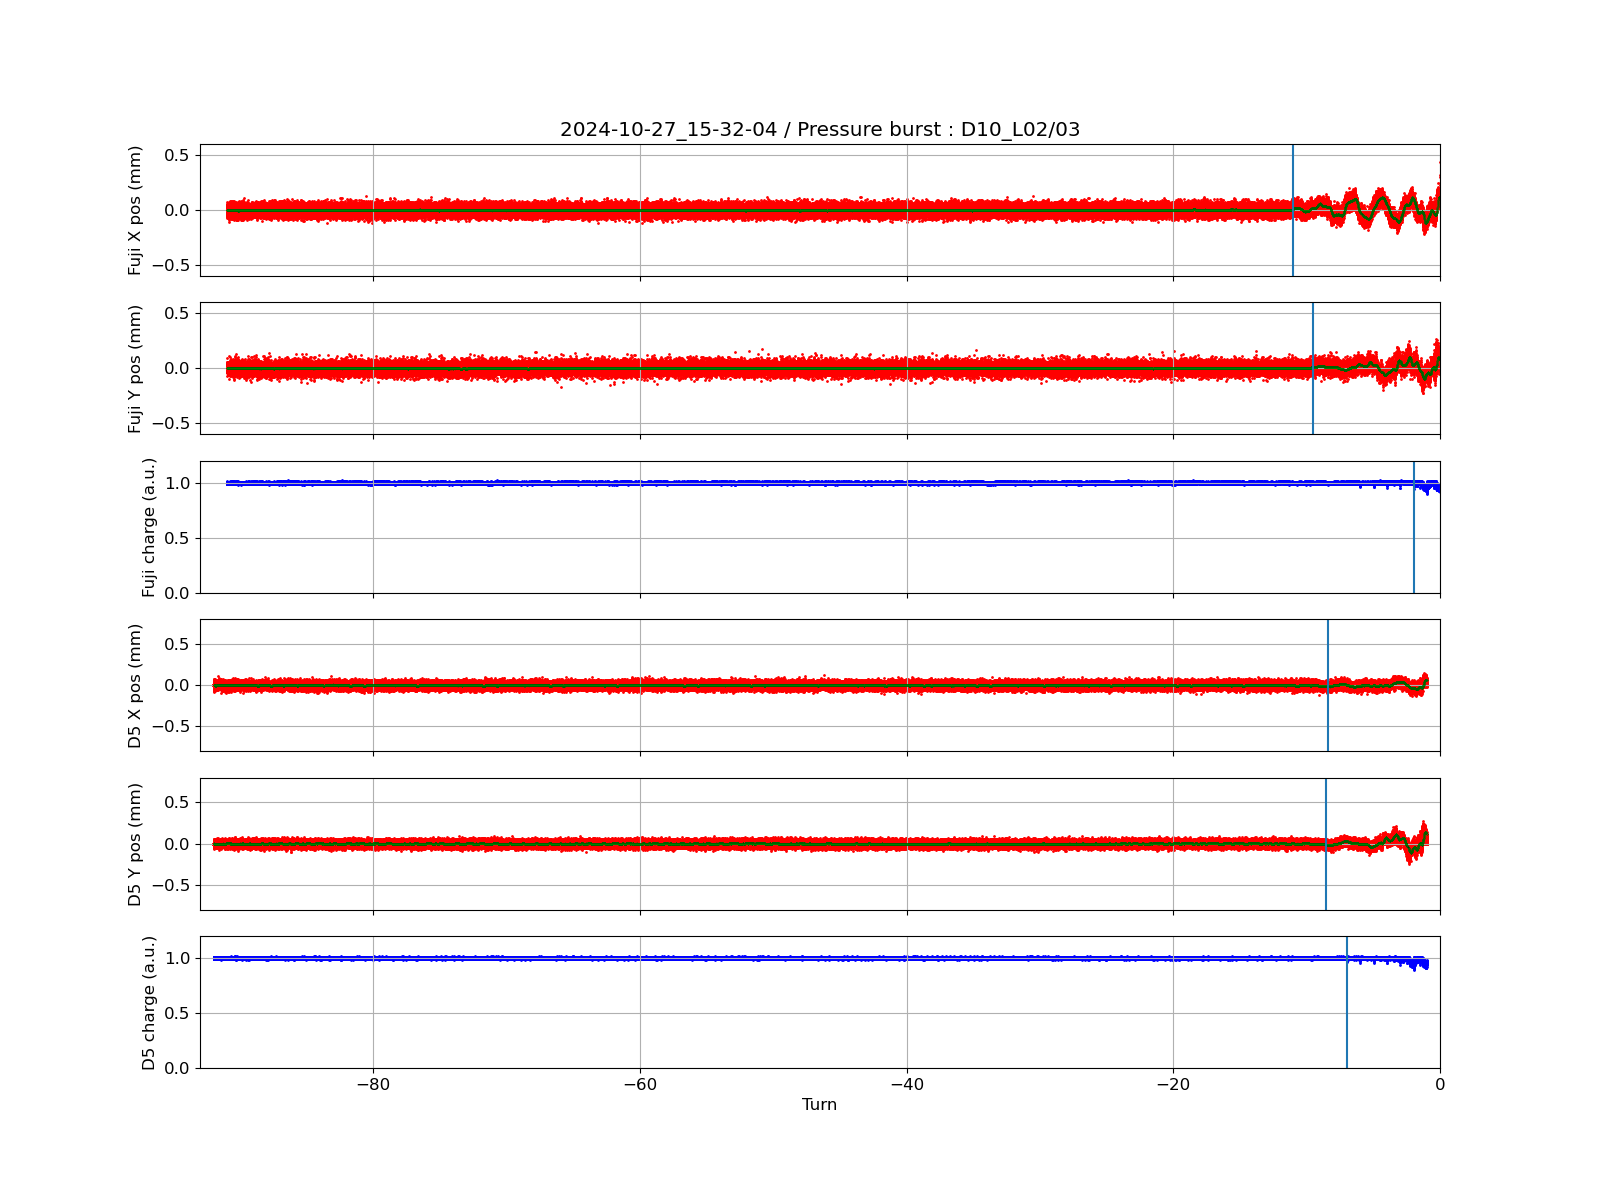 2024-10-27_15-32-04 / Pressure burst : D10_L02/03
Fuji X pos (mm)
0.5
0.0
−0.5
Fuji Y pos (mm)
0.5
0.0
−0.5
Fuji charge (a.u.)
1.0
0.5
0.0
D5 X pos (mm)
0.5
0.0
−0.5
D5 Y pos (mm)
0.5
0.0
−0.5
D5 charge (a.u.)
1.0
0.5
0.0
−80 −60 −40 −20 0
Turn